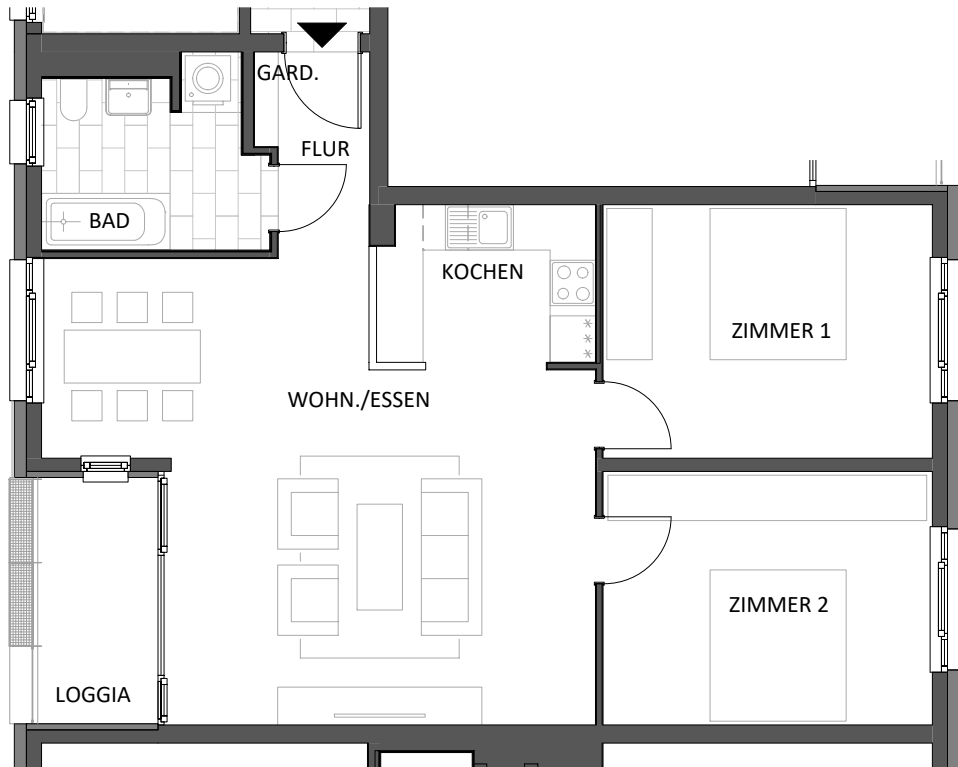 GARD.
FLUR
BAD
KOCHEN
ZIMMER 1
WOHN./ESSEN
ZIMMER 2
LOGGIA